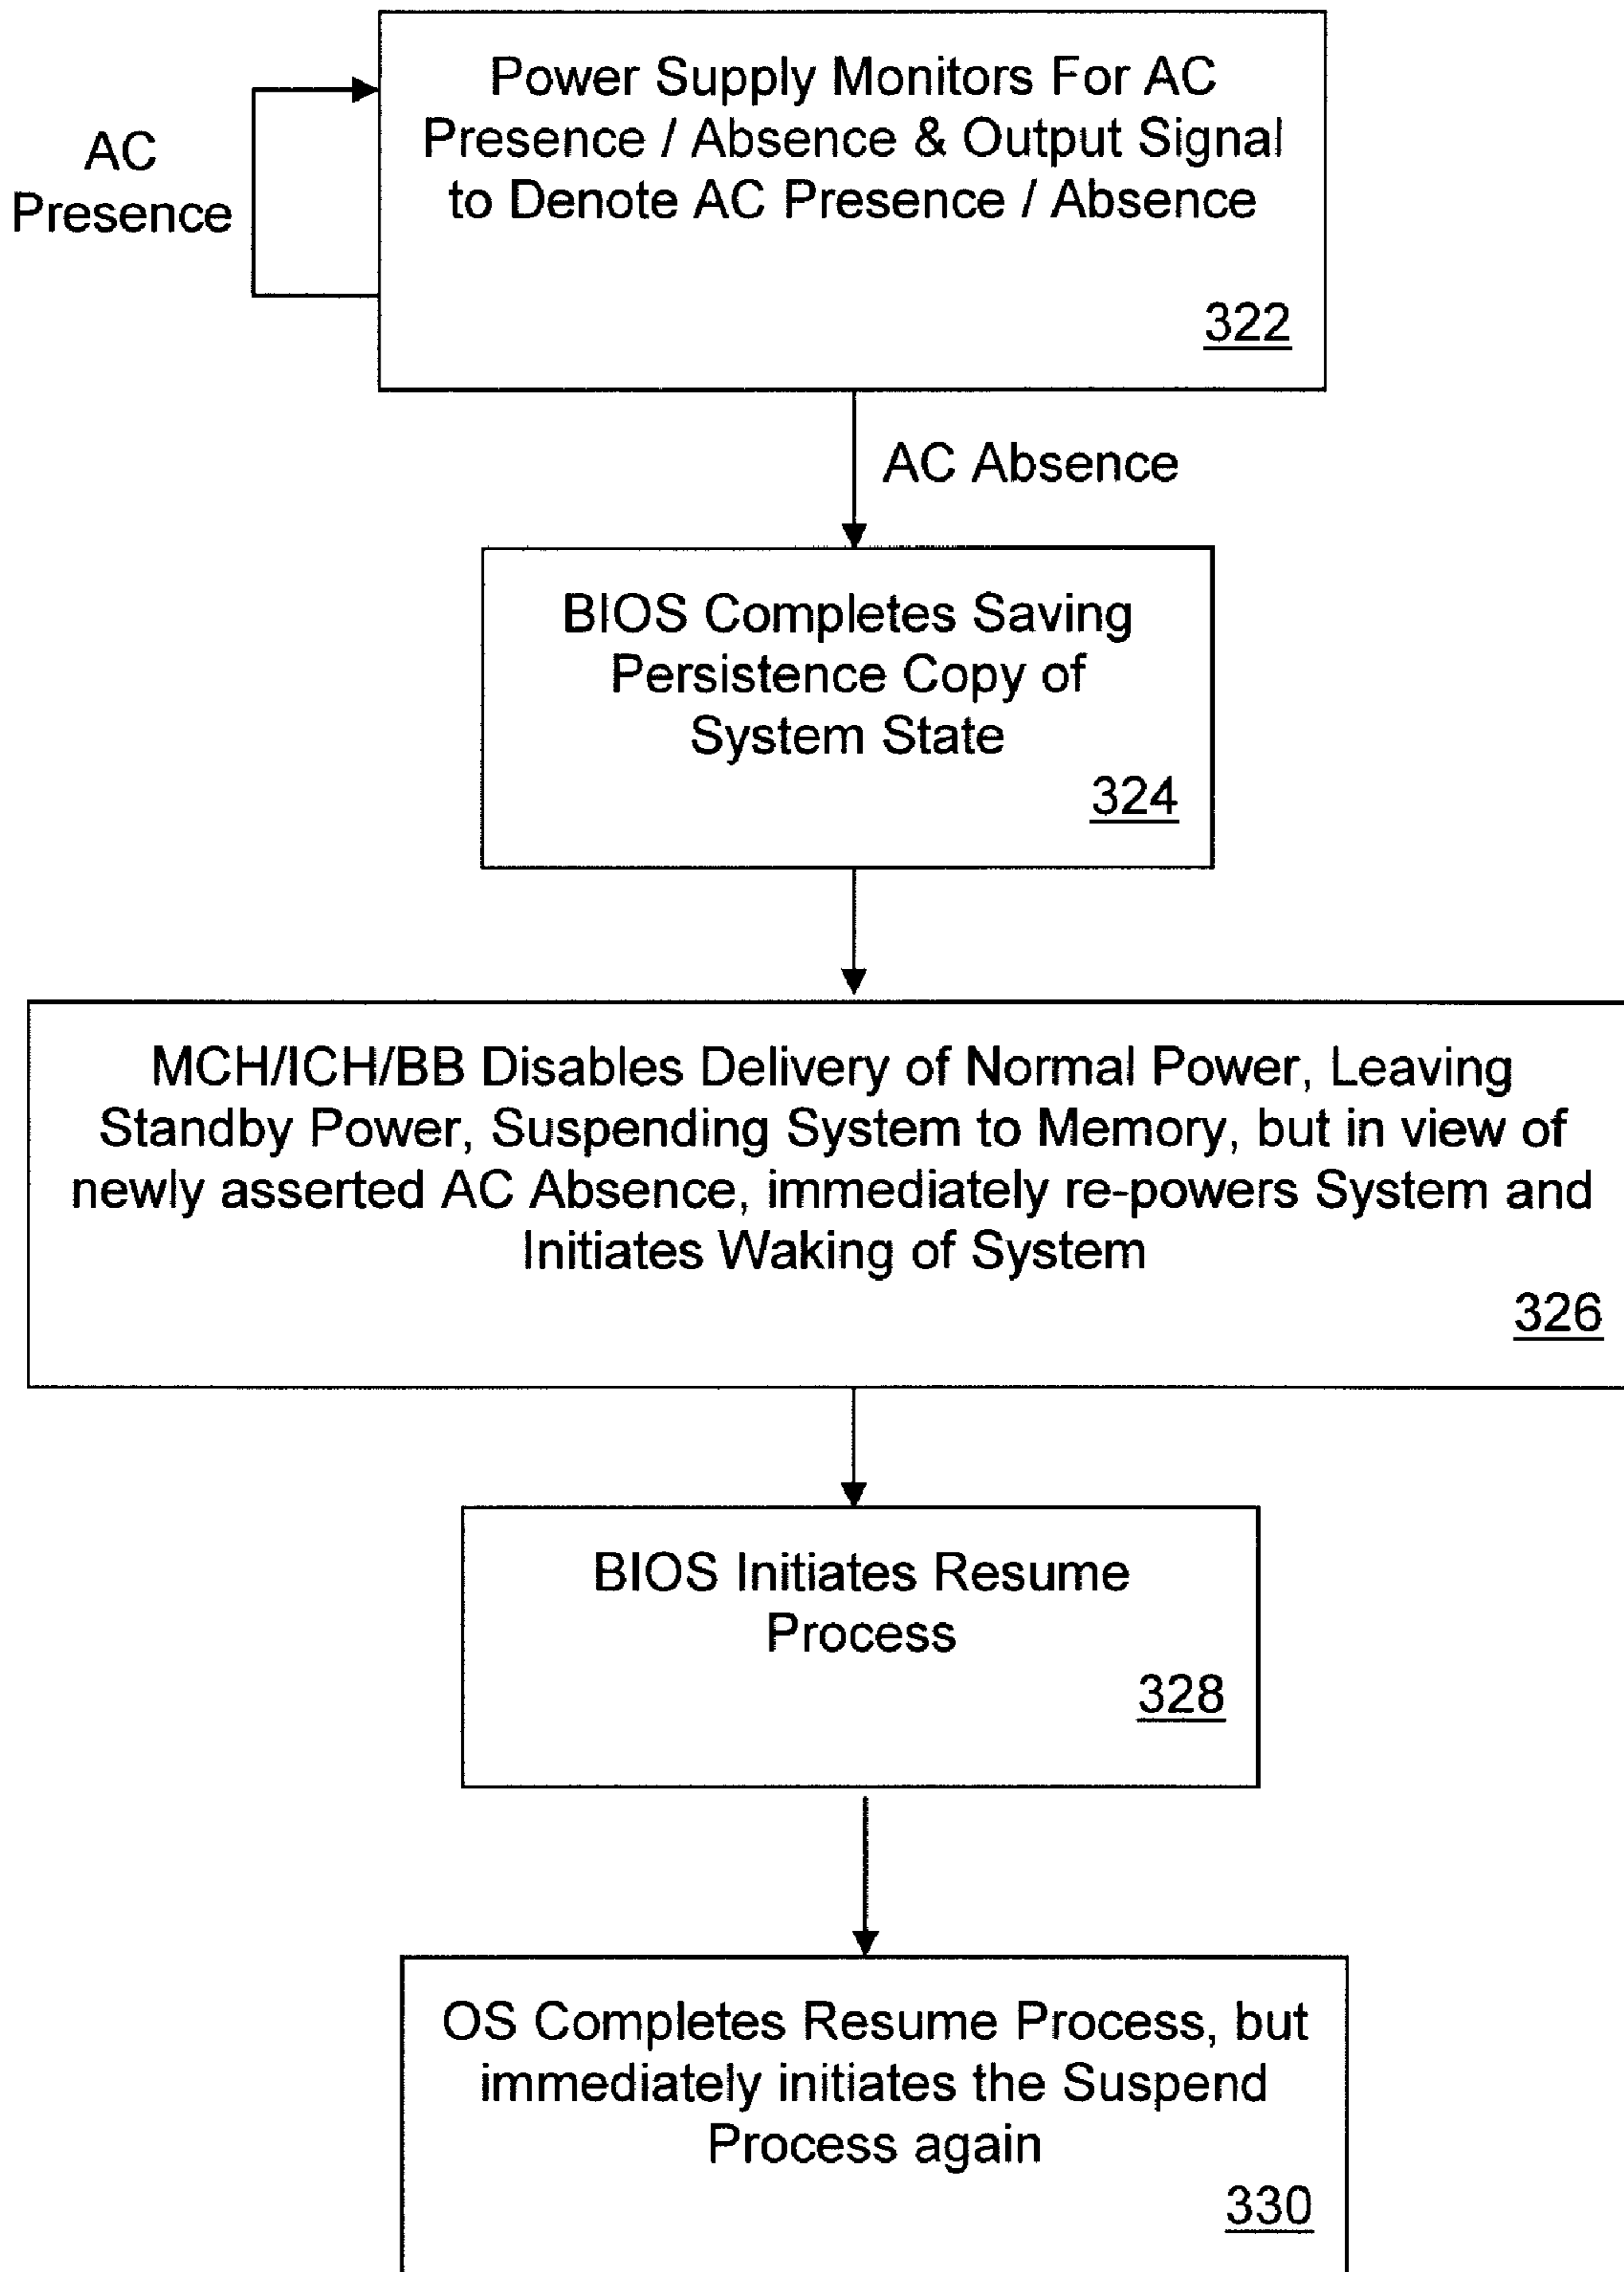 Power Supply Monitors For AC
Presence / Absence & Output Signal
to Denote AC Presence / Absence
322
AC
Presence
AC Absence
BIOS Completes Saving
Persistence Copy of
System State
324
MCH/ICH/BB Disables Delivery of Normal Power, Leaving
Standby Power, Suspending System to Memory, but in view of
newly asserted AC Absence, immediately re-powers System and
Initiates Waking of System
326
BIOS Initiates Resume
Process
328
OS Completes Resume Process, but
immediately initiates the Suspend
Process again
330